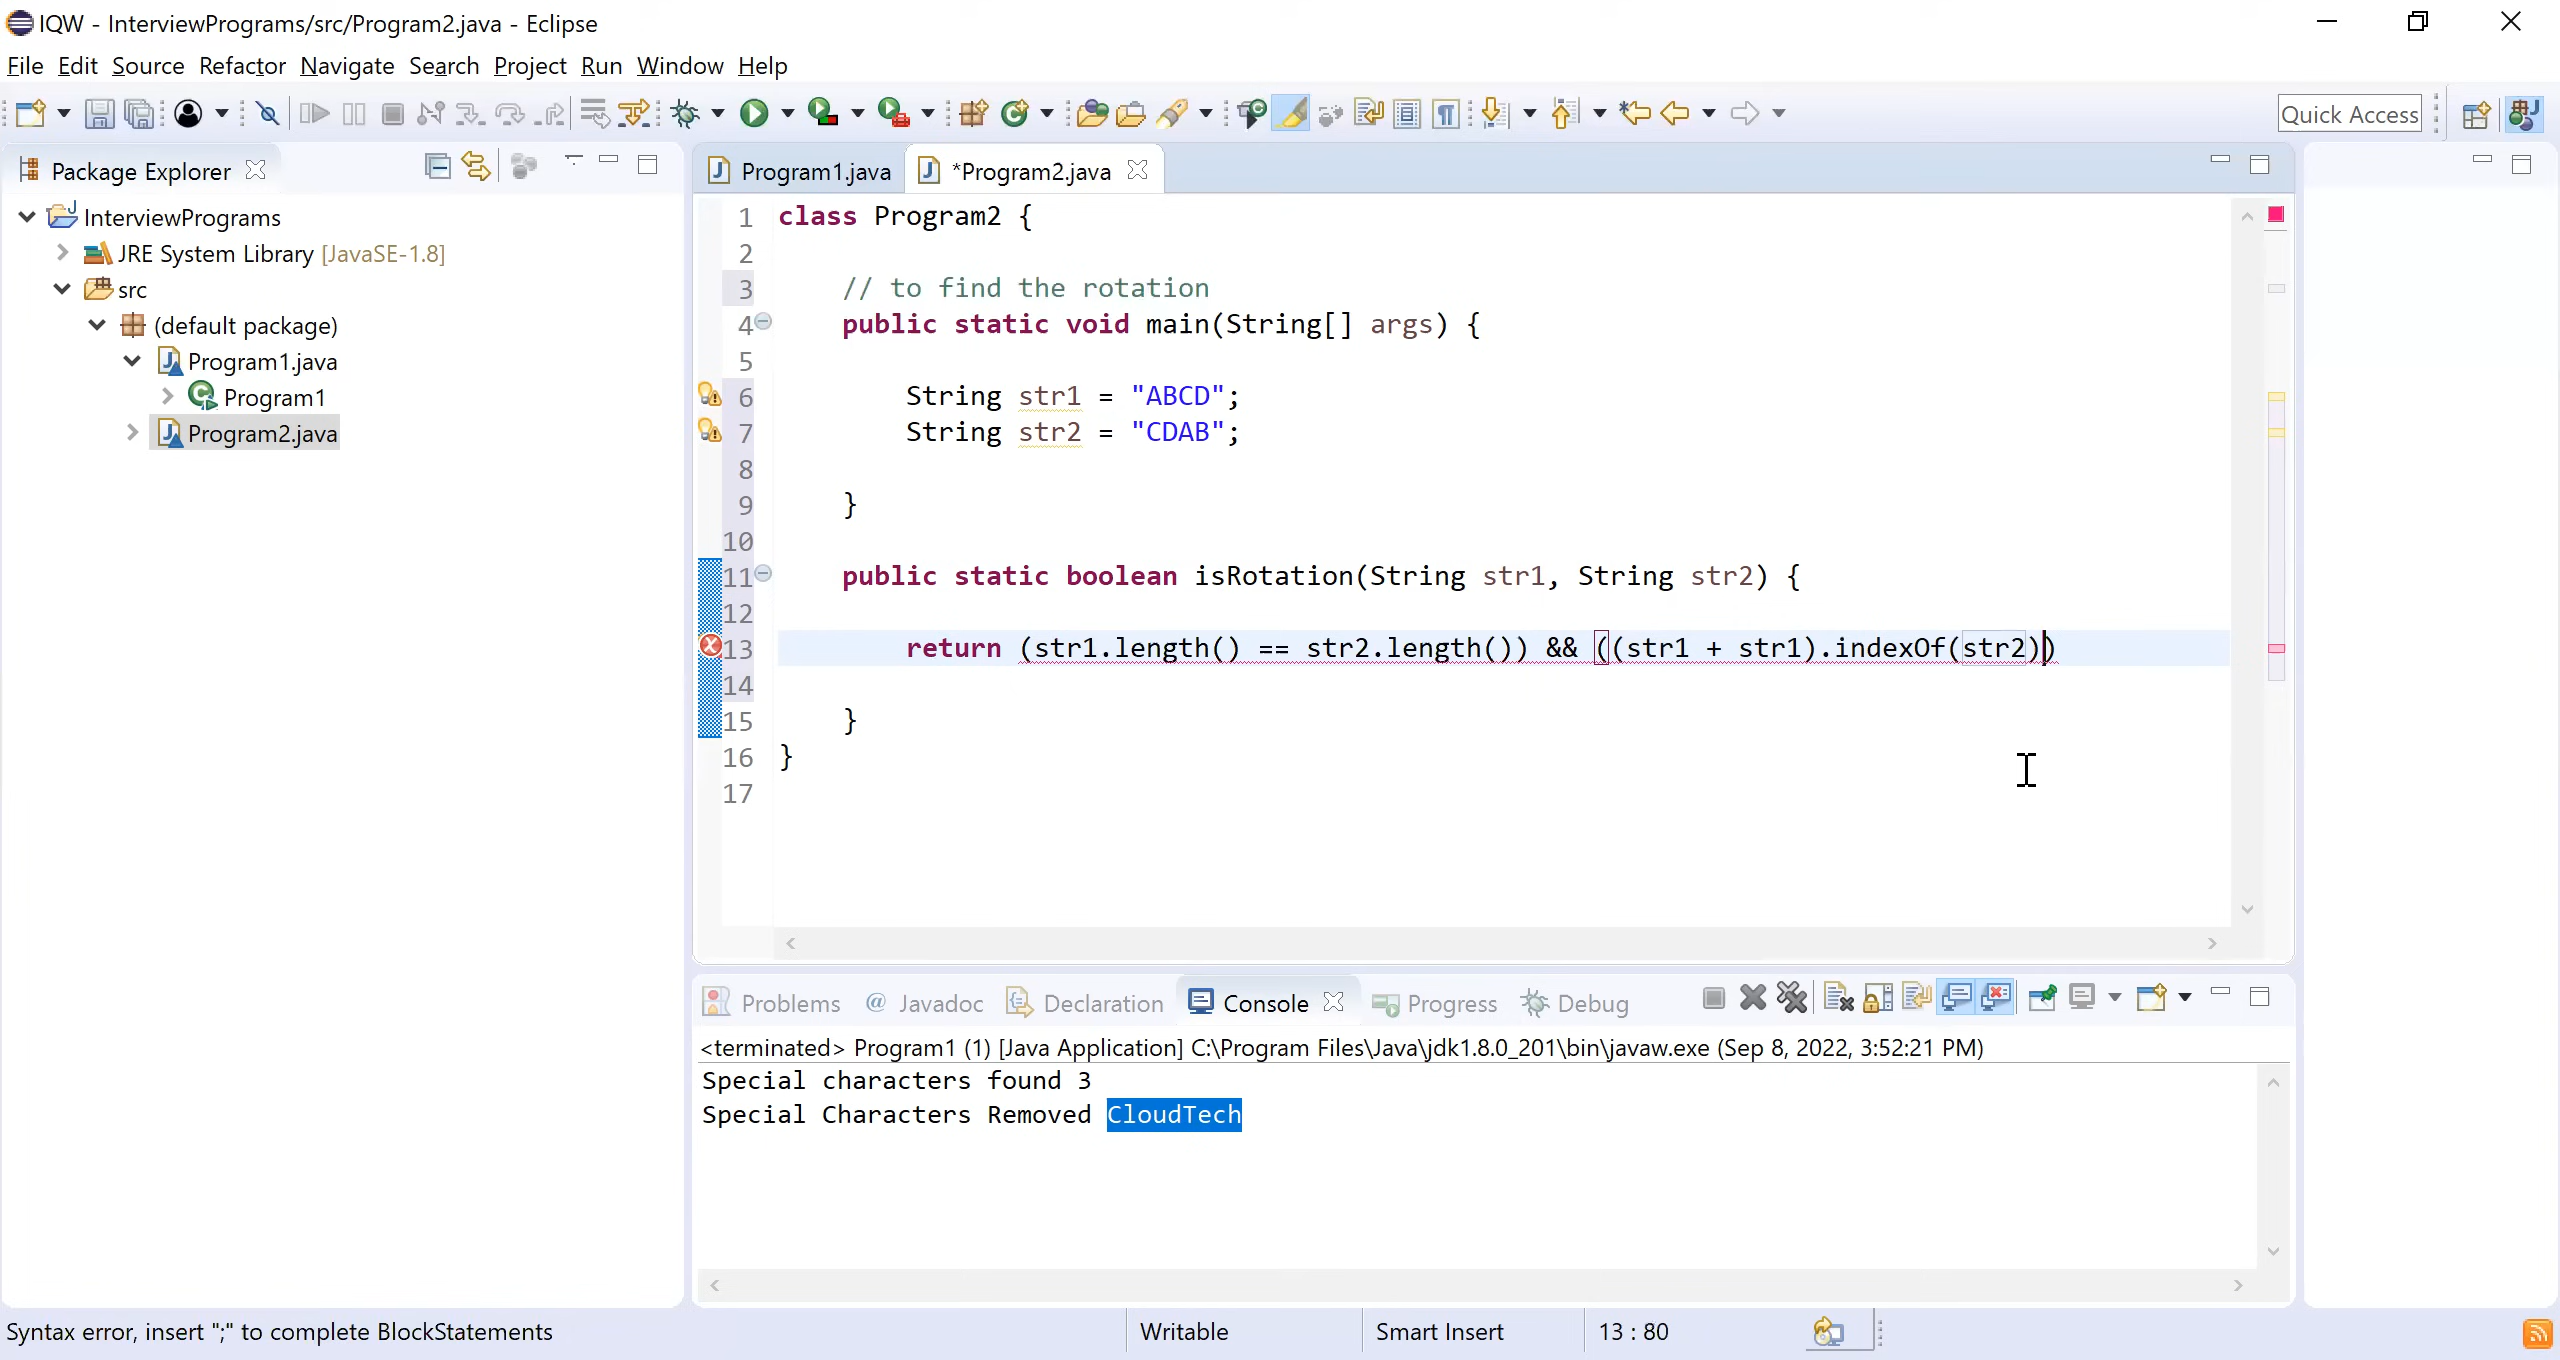 IQW - InterviewPrograms/src/Program2.java - Eclipse
File Edit Source Refactor Navigate Search Project Run Window Help
Quick Access
Package Explorer
Program1.java
*Program2.java
InterviewPrograms
JRE System Library [JavaSE-1.8]
src
(default package)
Program1.java
Program1
Program2.java
1 class Program2 {
2
3 // to find the rotation
4 public static void main(String[] args) {
5
6 String str1 = "ABCD";
7 String str2 = "CDAB";
8
9 }
10
11 public static boolean isRotation(String str1, String str2) {
12
13 return (str1.length() == str2.length()) && ((str1 + str1).indexOf(str2))
14
15 }
16 }
17
Problems @ Javadoc Declaration Console Progress Debug
<terminated> Program1 (1) [Java Application] C:\Program Files\Java\jdk1.8.0_201\bin\javaw.exe (Sep 8, 2022, 3:52:21 PM)
Special characters found 3
Special Characters Removed CloudTech
Syntax error, insert ";" to complete BlockStatements
Writable
Smart Insert
13 : 80